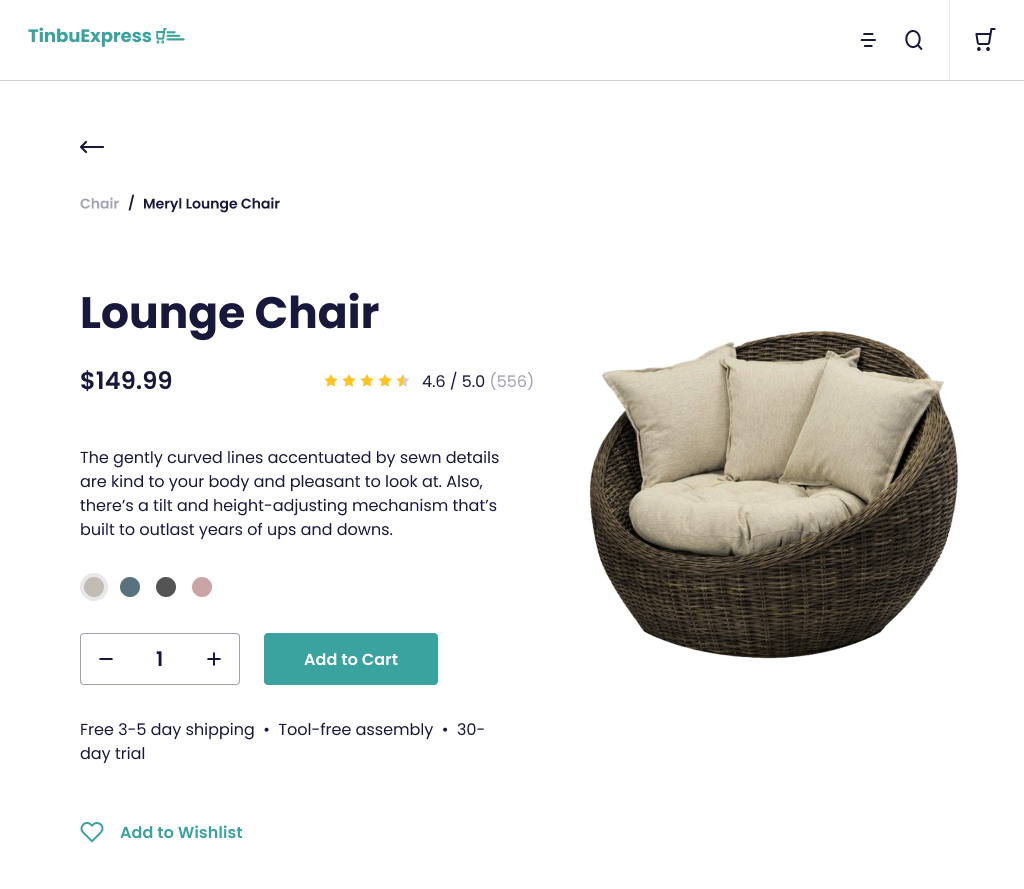 TinbuExpress
Chair / Meryl Lounge Chair
Lounge Chair
$149.99
4.6 / 5.0 (556)
The gently curved lines accentuated by sewn details
are kind to your body and pleasant to look at. Also,
there’s a tilt and height-adjusting mechanism that’s
built to outlast years of ups and downs.
1
Add to Cart
Free 3-5 day shipping • Tool-free assembly • 30-
day trial
Add to Wishlist